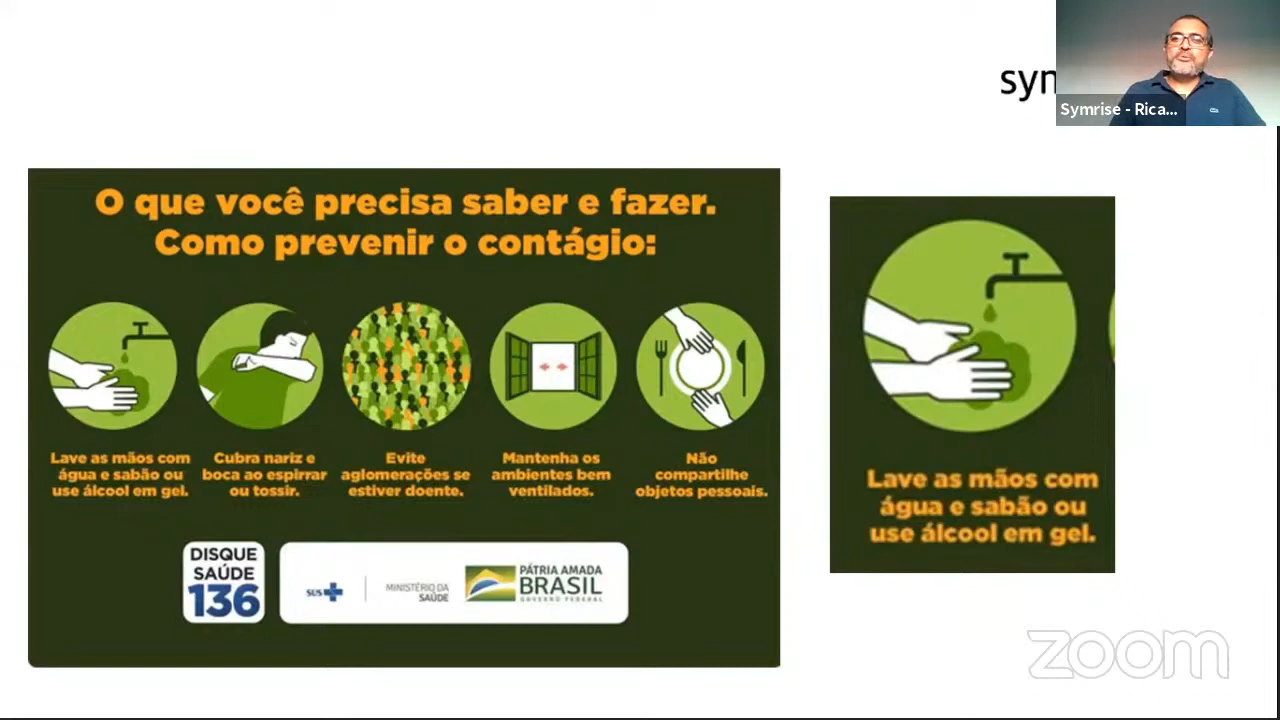 sym
Symrise - Rica...
O que você precisa saber e fazer.
Como prevenir o contágio:
Lave as mãos com
água e sabão ou
use álcool em gel.
Cubra nariz e
boca ao espirrar
ou tossir.
Evite
aglomerações se
estiver doente.
Mantenha os
ambientes bem
ventilados.
Não
compartilhe
objetos pessoais.
DISQUE
SAÚDE
136
SUS
MINISTÉRIO DA
SAÚDE
PÁTRIA AMADA
BRASIL
GOVERNO FEDERAL
Lave as mãos com
água e sabão ou
use álcool em gel.
zoom